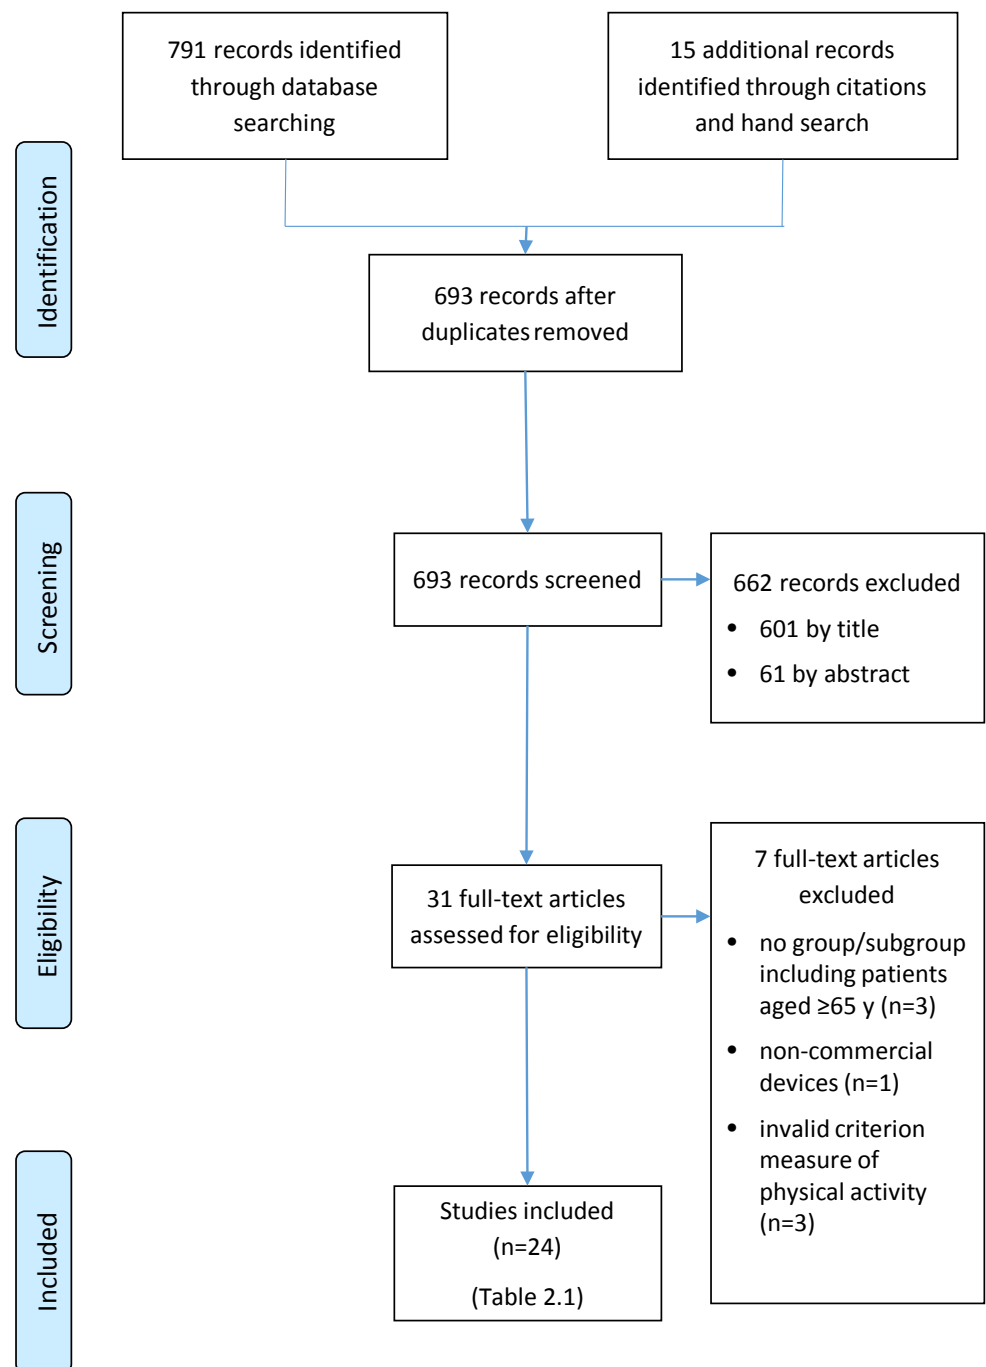 791 records identified
through database
searching
15 additional records
identified through citations
and hand search
Identification
693 records after
duplicates removed
Screening
693 records screened
662 records excluded
• 601 by title
• 61 by abstract
Eligibility
31 full-text articles
assessed for eligibility
7 full-text articles
excluded
• no group/subgroup
including patients
aged ≥65 y (n=3)
• non-commercial
devices (n=1)
• invalid criterion
measure of
physical activity
(n=3)
Included
Studies included
(n=24)
(Table 2.1)